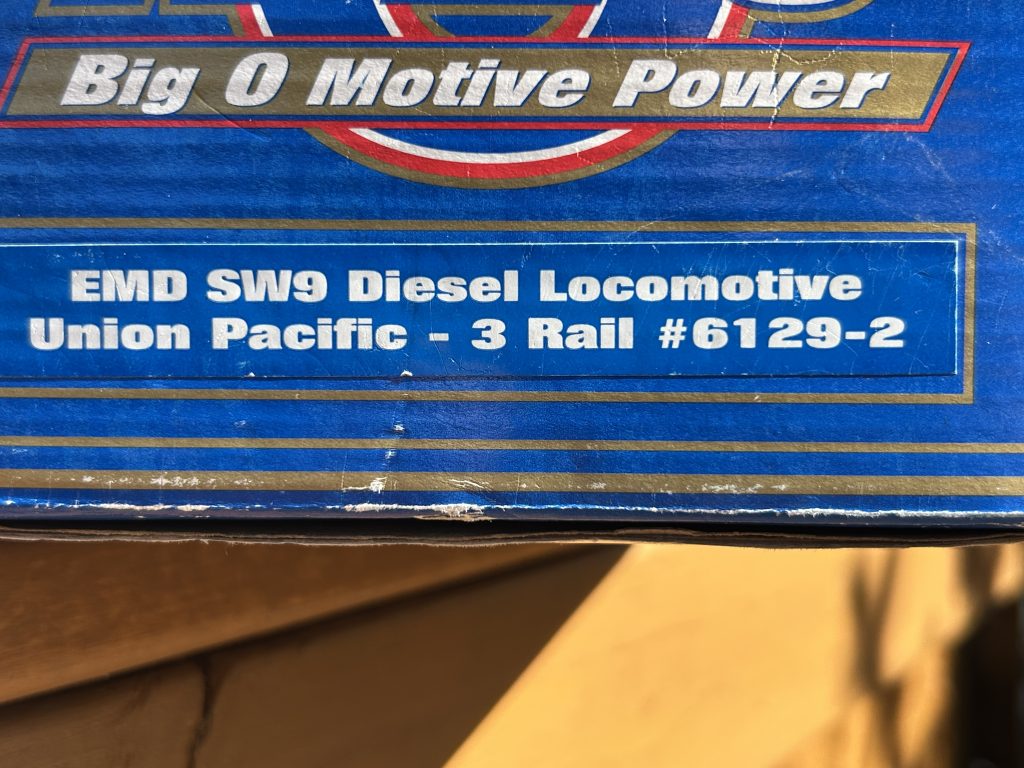 Big O Motive Power
EMD SW9 Diesel Locomotive
Union Pacific - 3 Rail #6129-2